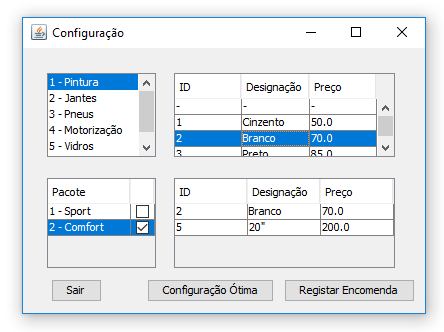 Configuração
1 - Pintura
2 - Jantes
3 - Pneus
4 - Motorização
5 - Vidros
ID Designação Preço
- - -
1 Cinzento 50.0
2 Branco 70.0
3 Preto 85.0
Pacote
1 - Sport
2 - Comfort
ID Designação Preço
2 Branco 70.0
5 20" 200.0
Sair Configuração Ótima Registar Encomenda